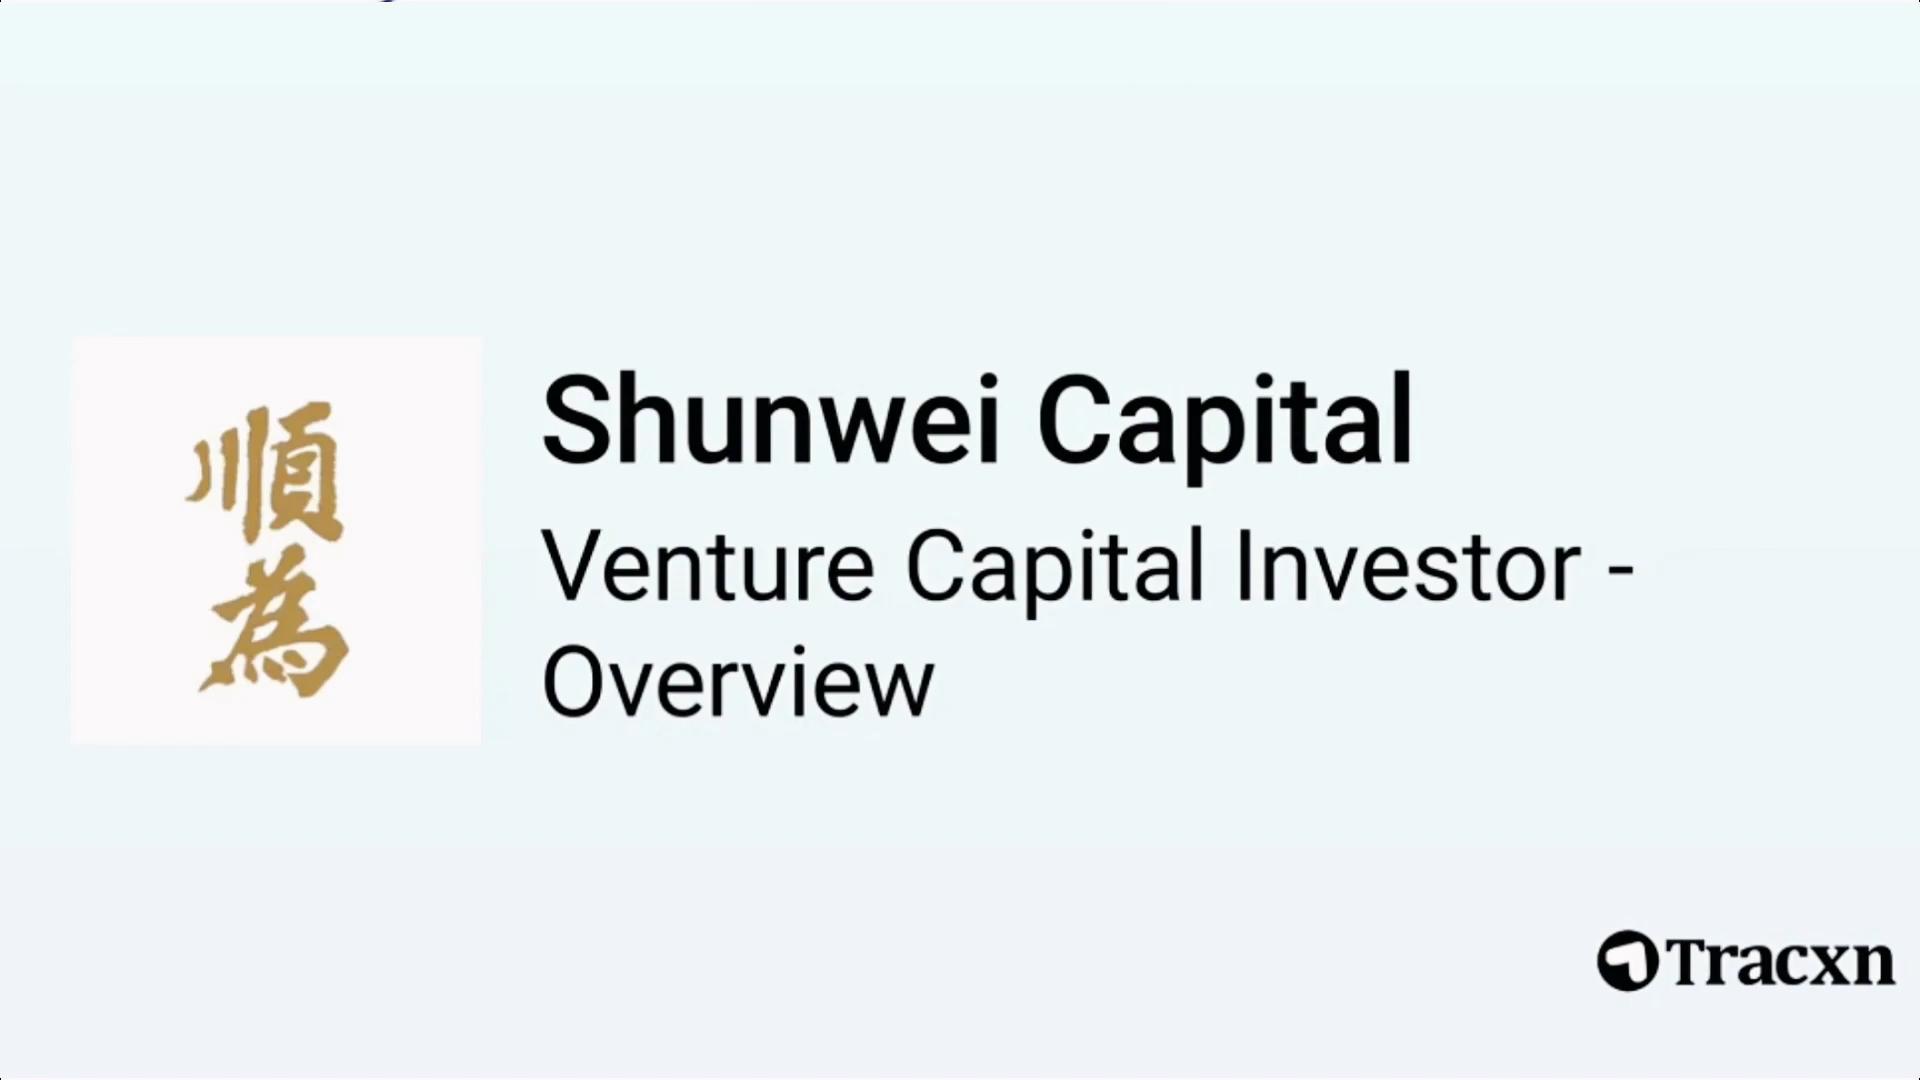 順
為
Shunwei Capital
Venture Capital Investor -
Overview
Tracxn